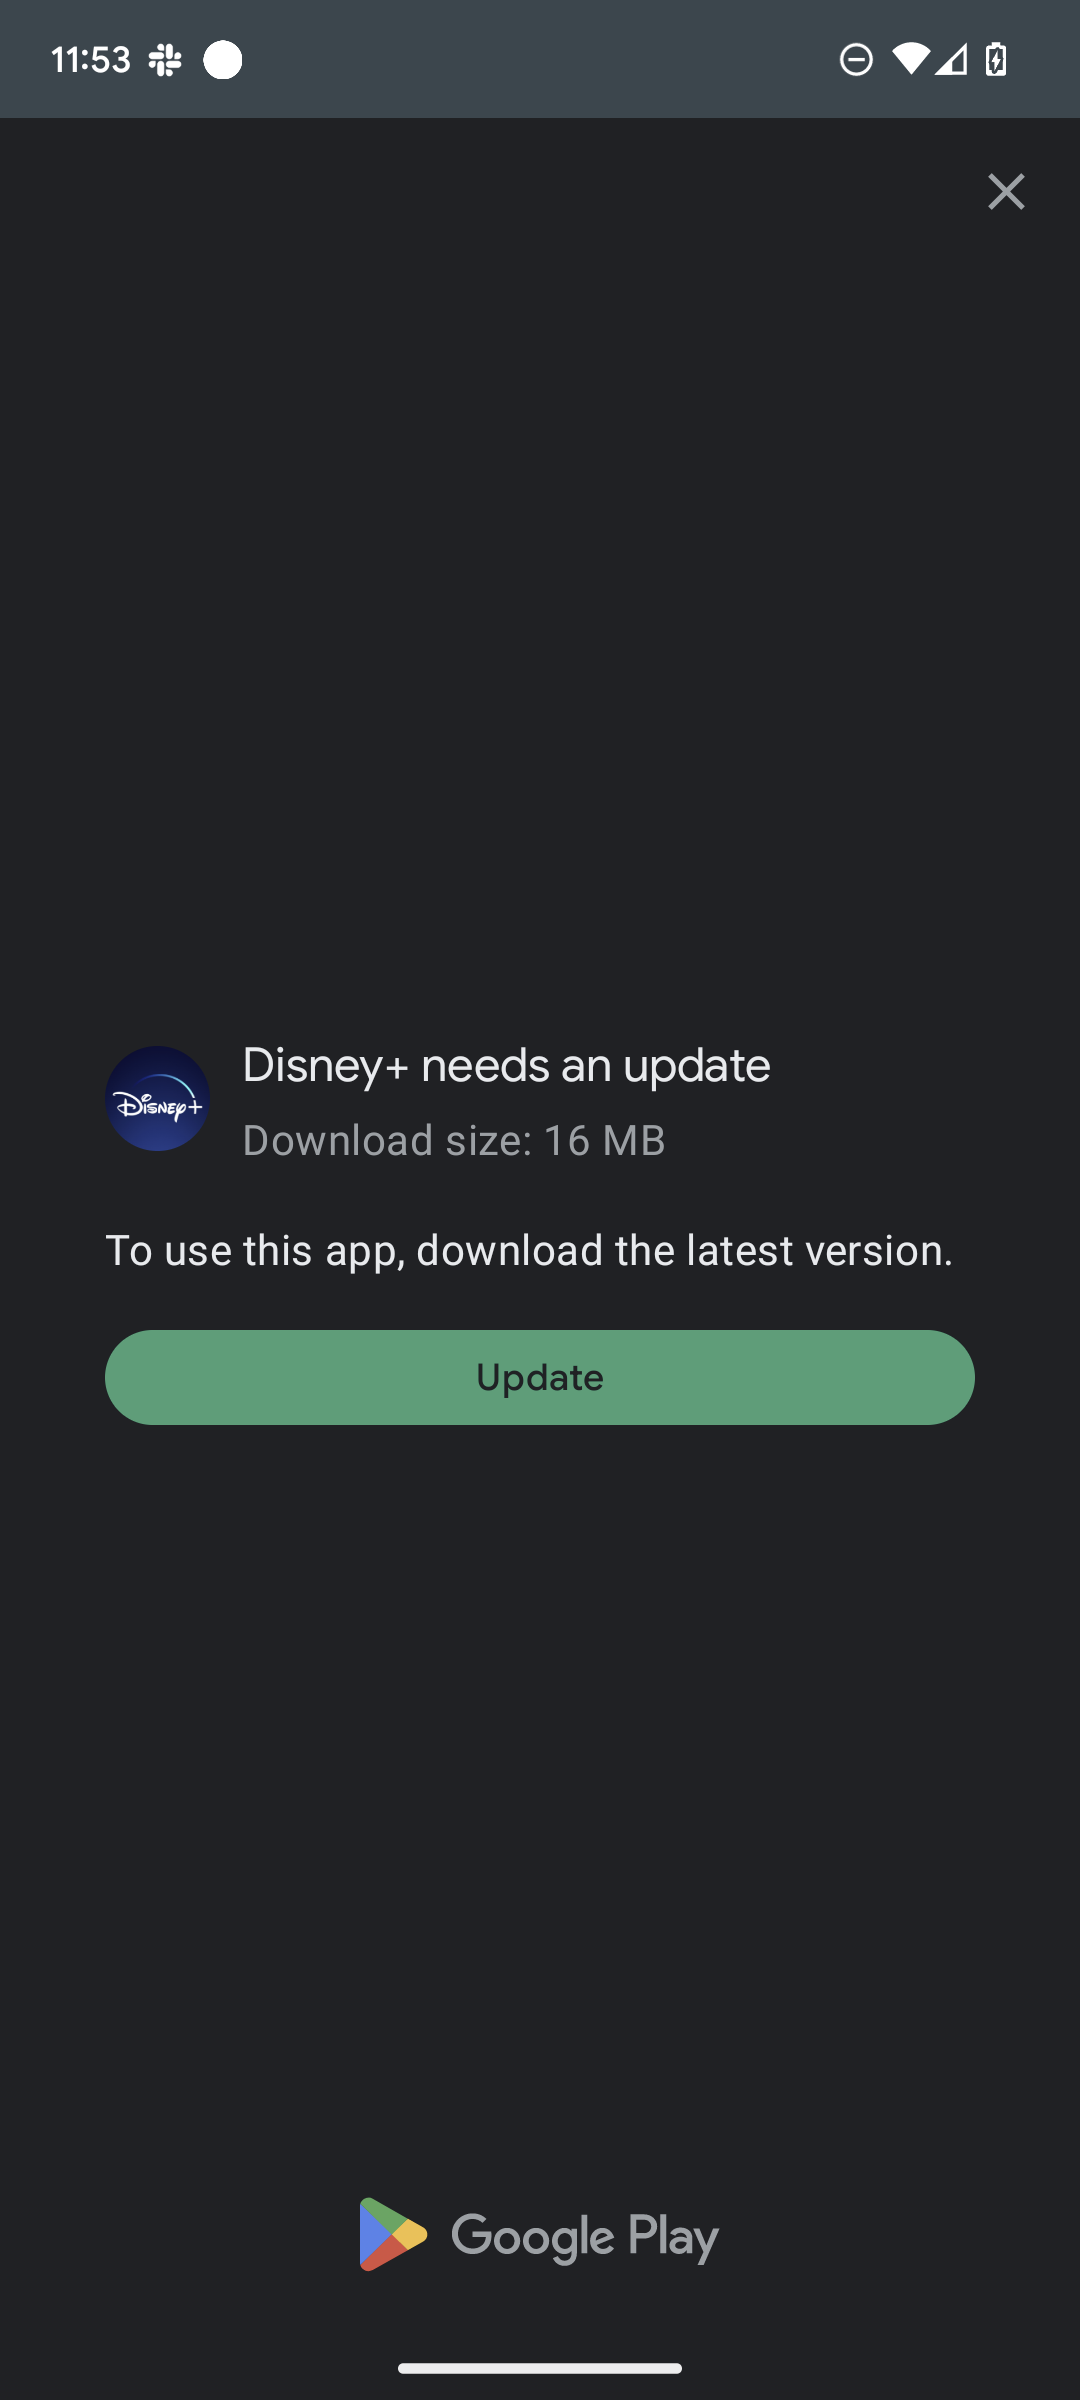 11:53
Disney+
Disney+ needs an update
Download size: 16 MB
To use this app, download the latest version.
Update
Google Play